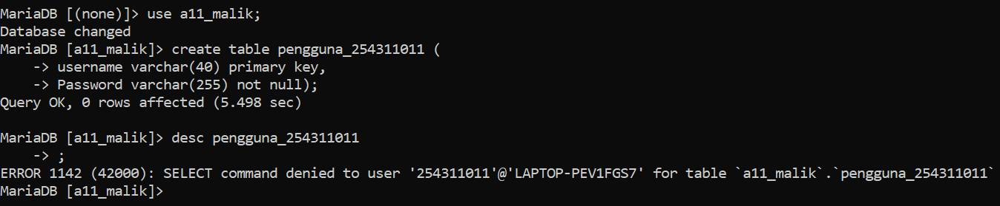 MariaDB [(none)]> use a11_malik;
Database changed
MariaDB [a11_malik]> create table pengguna_254311011 (
    -> username varchar(40) primary key,
    -> Password varchar(255) not null);
Query OK, 0 rows affected (5.498 sec)

MariaDB [a11_malik]> desc pengguna_254311011
    -> ;
ERROR 1142 (42000): SELECT command denied to user '254311011'@'LAPTOP-PEV1FGS7' for table `a11_malik`.`pengguna_254311011`
MariaDB [a11_malik]>